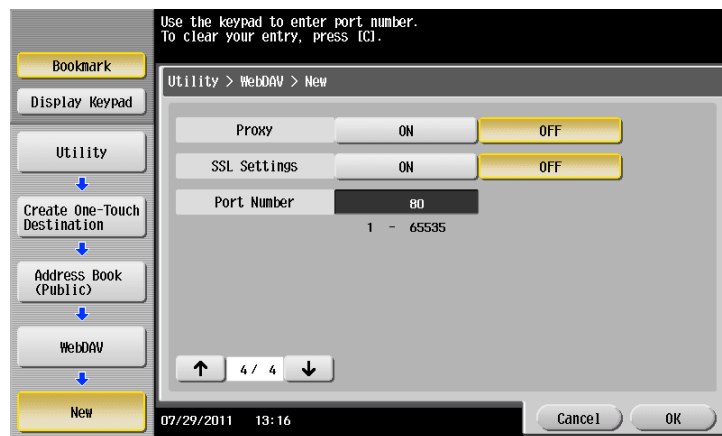 Use the keypad to enter port number.
To clear your entry, press [C].
Bookmark
Display Keypad
Utility
Create One-Touch
Destination
Address Book
(Public)
WebDAV
New
Utility > WebDAV > New
Proxy ON OFF
SSL Settings ON OFF
Port Number 80
1 - 65535
↑ 4/ 4 ↓
07/29/2011 13:16
Cancel OK